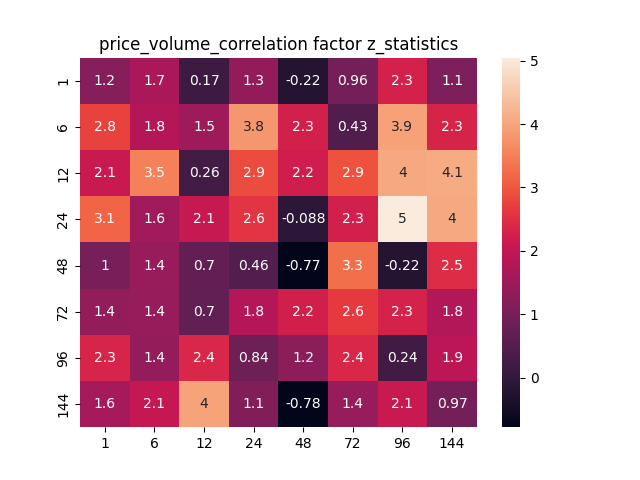 price_volume_correlation factor z_statistics
1 1.2 1.7 0.17 1.3 -0.22 0.96 2.3 1.1
6 2.8 1.8 1.5 3.8 2.3 0.43 3.9 2.3
12 2.1 3.5 0.26 2.9 2.2 2.9 4 4.1
24 3.1 1.6 2.1 2.6 -0.088 2.3 5 4
48 1 1.4 0.7 0.46 -0.77 3.3 -0.22 2.5
72 1.4 1.4 0.7 1.8 2.2 2.6 2.3 1.8
96 2.3 1.4 2.4 0.84 1.2 2.4 0.24 1.9
144 1.6 2.1 4 1.1 -0.78 1.4 2.1 0.97
1 6 12 24 48 72 96 144
5
4
3
2
1
0